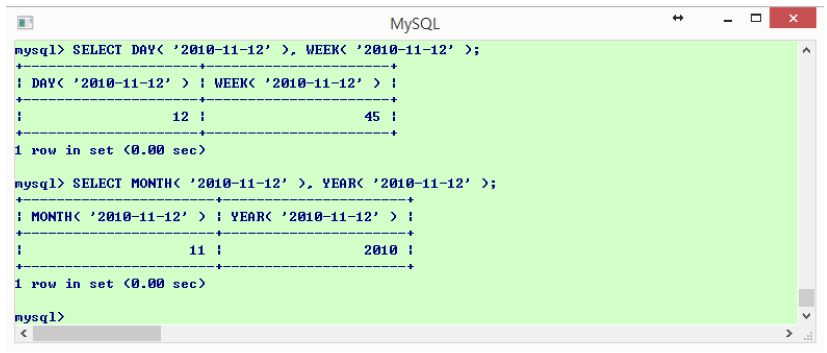 MySQL
mysql> SELECT DAY( '2010-11-12' ), WEEK( '2010-11-12' );
+---------------------+----------------------+
| DAY( '2010-11-12' ) | WEEK( '2010-11-12' ) |
+---------------------+----------------------+
|                  12 |                   45 |
+---------------------+----------------------+
1 row in set (0.00 sec)
mysql> SELECT MONTH( '2010-11-12' ), YEAR( '2010-11-12' );
+-----------------------+----------------------+
| MONTH( '2010-11-12' ) | YEAR( '2010-11-12' ) |
+-----------------------+----------------------+
|                    11 |                 2010 |
+-----------------------+----------------------+
1 row in set (0.00 sec)
mysql>